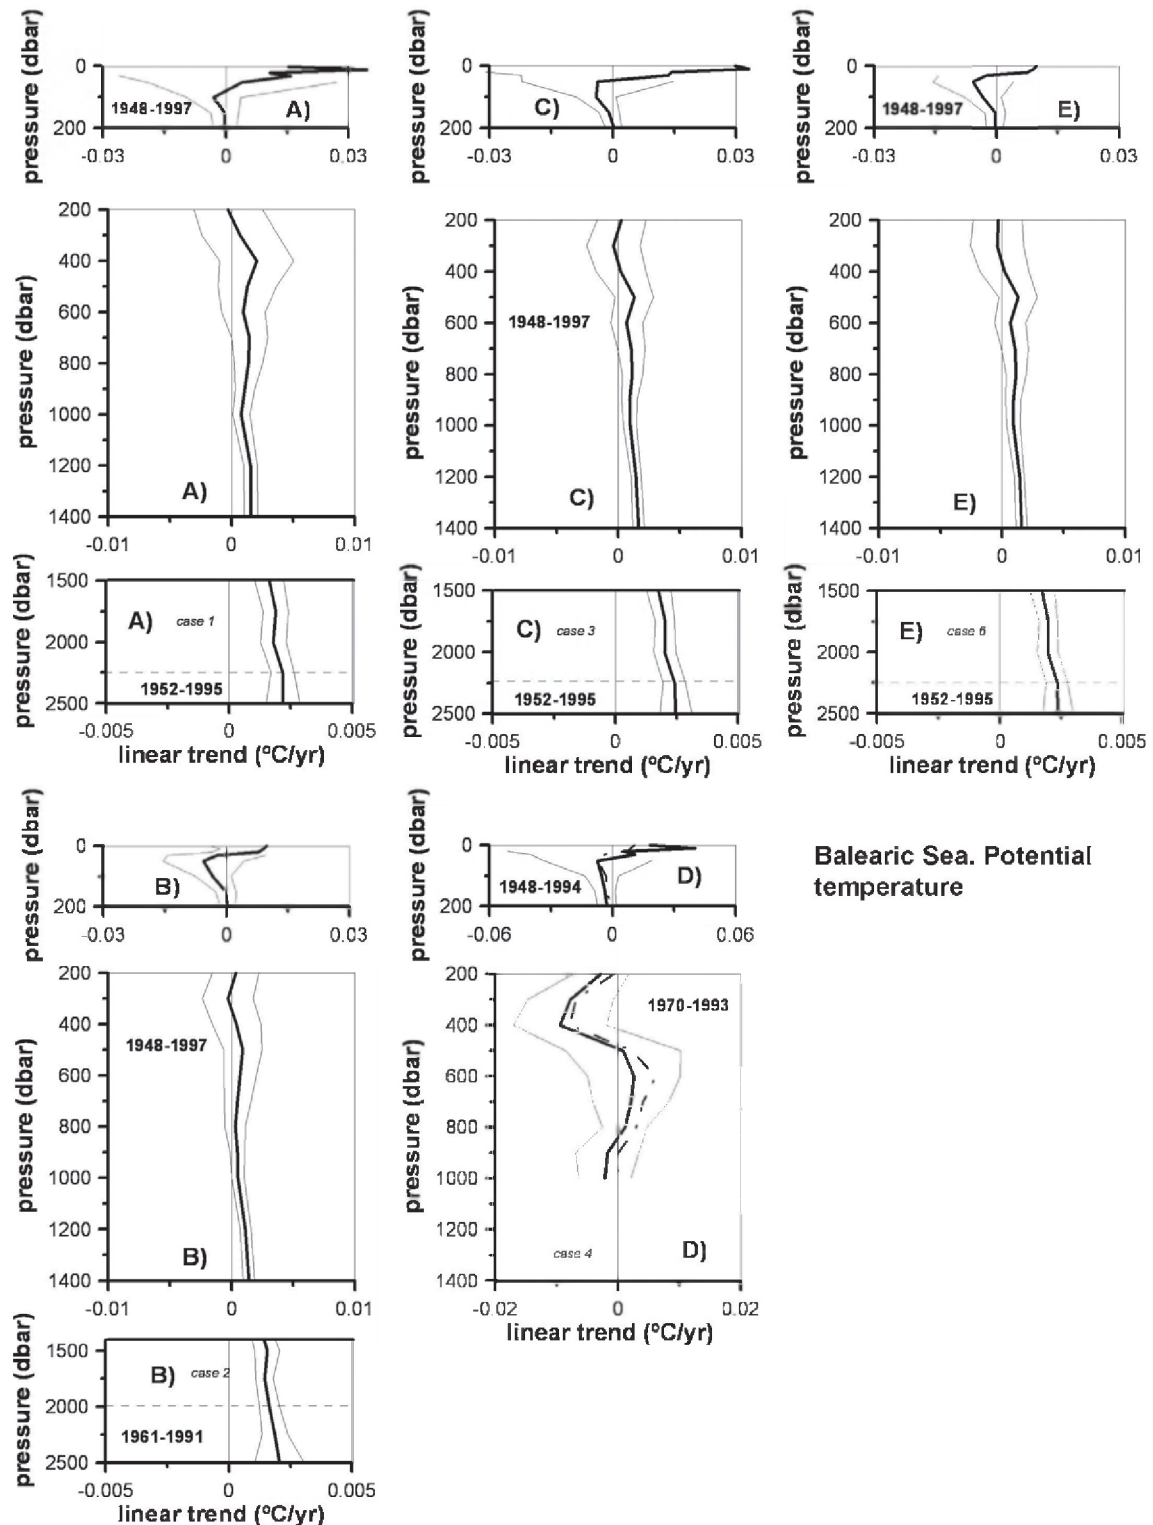 pressure (dbar)
0
200
1948-1997
A)
-0.03
0
0.03
pressure (dbar)
0
200
C)
-0.03
0
0.03
pressure (dbar)
0
200
1948-1997
E)
-0.03
0
0.03
pressure (dbar)
200
400
600
800
1000
1200
1400
A)
-0.01
0
0.01
pressure (dbar)
200
400
600
800
1000
1200
1400
1948-1997
C)
-0.01
0
0.01
pressure (dbar)
200
400
600
800
1000
1200
1400
E)
-0.01
0
0.01
pressure (dbar)
1500
2000
2500
A)
case 1
1952-1995
-0.005
0
0.005
linear trend (ºC/yr)
pressure (dbar)
1500
2000
2500
C)
case 3
1952-1995
-0.005
0
0.005
linear trend (ºC/yr)
pressure (dbar)
1500
2000
2500
E)
case 6
1952-1995
-0.005
0
0.005
linear trend (ºC/yr)
pressure (dbar)
0
200
B)
-0.03
0
0.03
pressure (dbar)
0
200
1948-1994
D)
-0.06
0
0.06
Balearic Sea. Potential
temperature
pressure (dbar)
200
400
600
800
1000
1200
1400
1948-1997
B)
-0.01
0
0.01
pressure (dbar)
200
400
600
800
1000
1200
1400
1970-1993
case 4
D)
-0.02
0
0.02
linear trend (ºC/yr)
pressure (dbar)
1500
2000
2500
B)
case 2
1961-1991
-0.005
0
0.005
linear trend (ºC/yr)